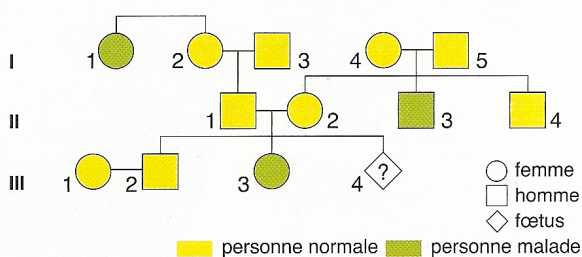 I 1 2 3 4 5
II 1 2 3 4
III 1 2 3 4 ?
femme
homme
fœtus
personne normale personne malade